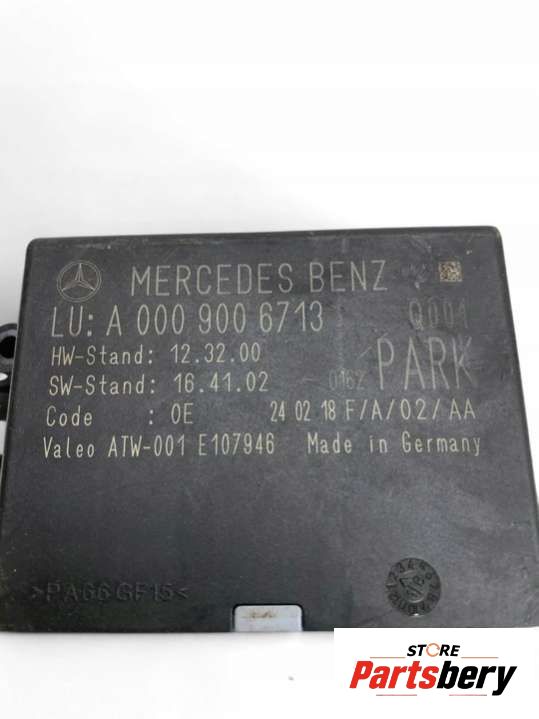 MERCEDES BENZ
LU: A 000 900 6713 Q001
HW-Stand: 12.32.00
SW-Stand: 16.41.02 0162 PARK
Code : 0E 24 02 18 F/A/02/AA
Valeo ATW-001 E107946 Made in Germany
>PA66GF15<
STORE
Partsbery